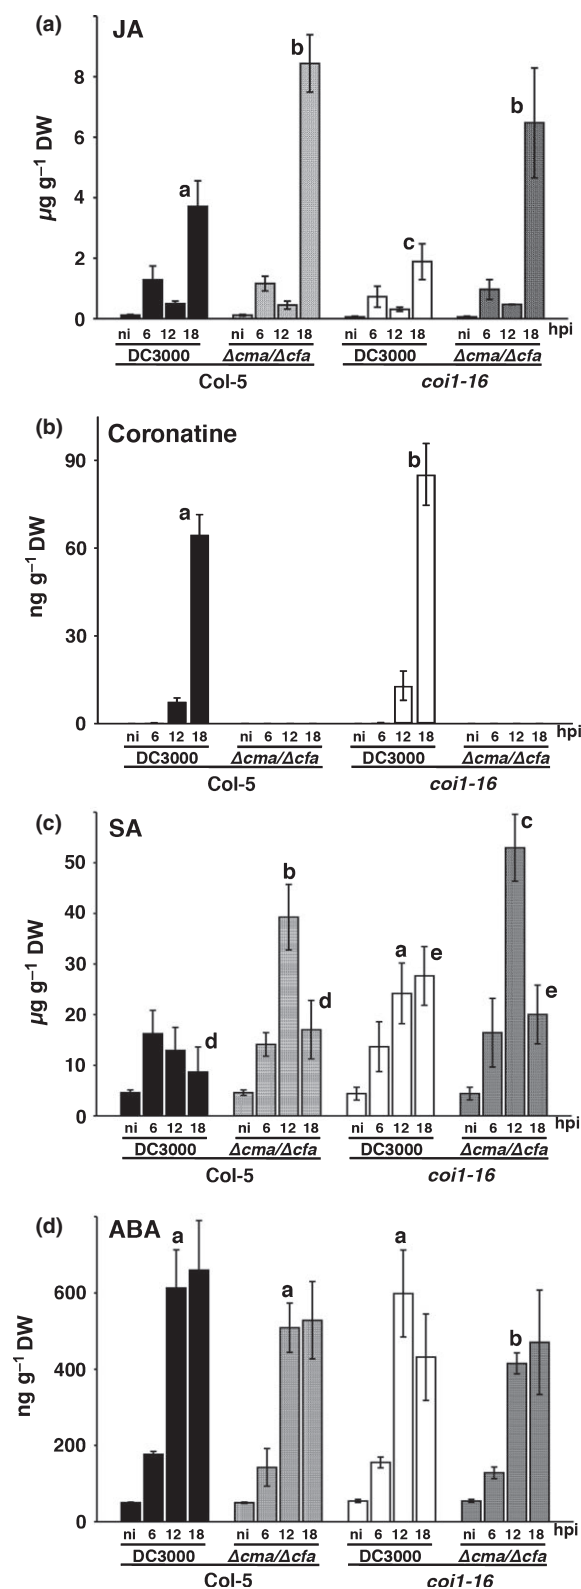 (a) JA
8
6
4
2
0
µg g⁻¹ DW
b
b
a
c
ni 6 12 18 ni 6 12 18 ni 6 12 18 ni 6 12 18 hpi
DC3000 Δcma/Δcfa DC3000 Δcma/Δcfa
Col-5 coi1-16
(b) Coronatine
90
60
30
0
ng g⁻¹ DW
a
b
ni 6 12 18 ni 6 12 18 ni 6 12 18 ni 6 12 18 hpi
DC3000 Δcma/Δcfa DC3000 Δcma/Δcfa
Col-5 coi1-16
(c) SA
50
40
30
20
10
0
µg g⁻¹ DW
c
b
a e
d
d
e
ni 6 12 18 ni 6 12 18 ni 6 12 18 ni 6 12 18 hpi
DC3000 Δcma/Δcfa DC3000 Δcma/Δcfa
Col-5 coi1-16
(d) ABA
600
400
200
0
ng g⁻¹ DW
a
a
a
b
ni 6 12 18 ni 6 12 18 ni 6 12 18 ni 6 12 18 hpi
DC3000 Δcma/Δcfa DC3000 Δcma/Δcfa
Col-5 coi1-16